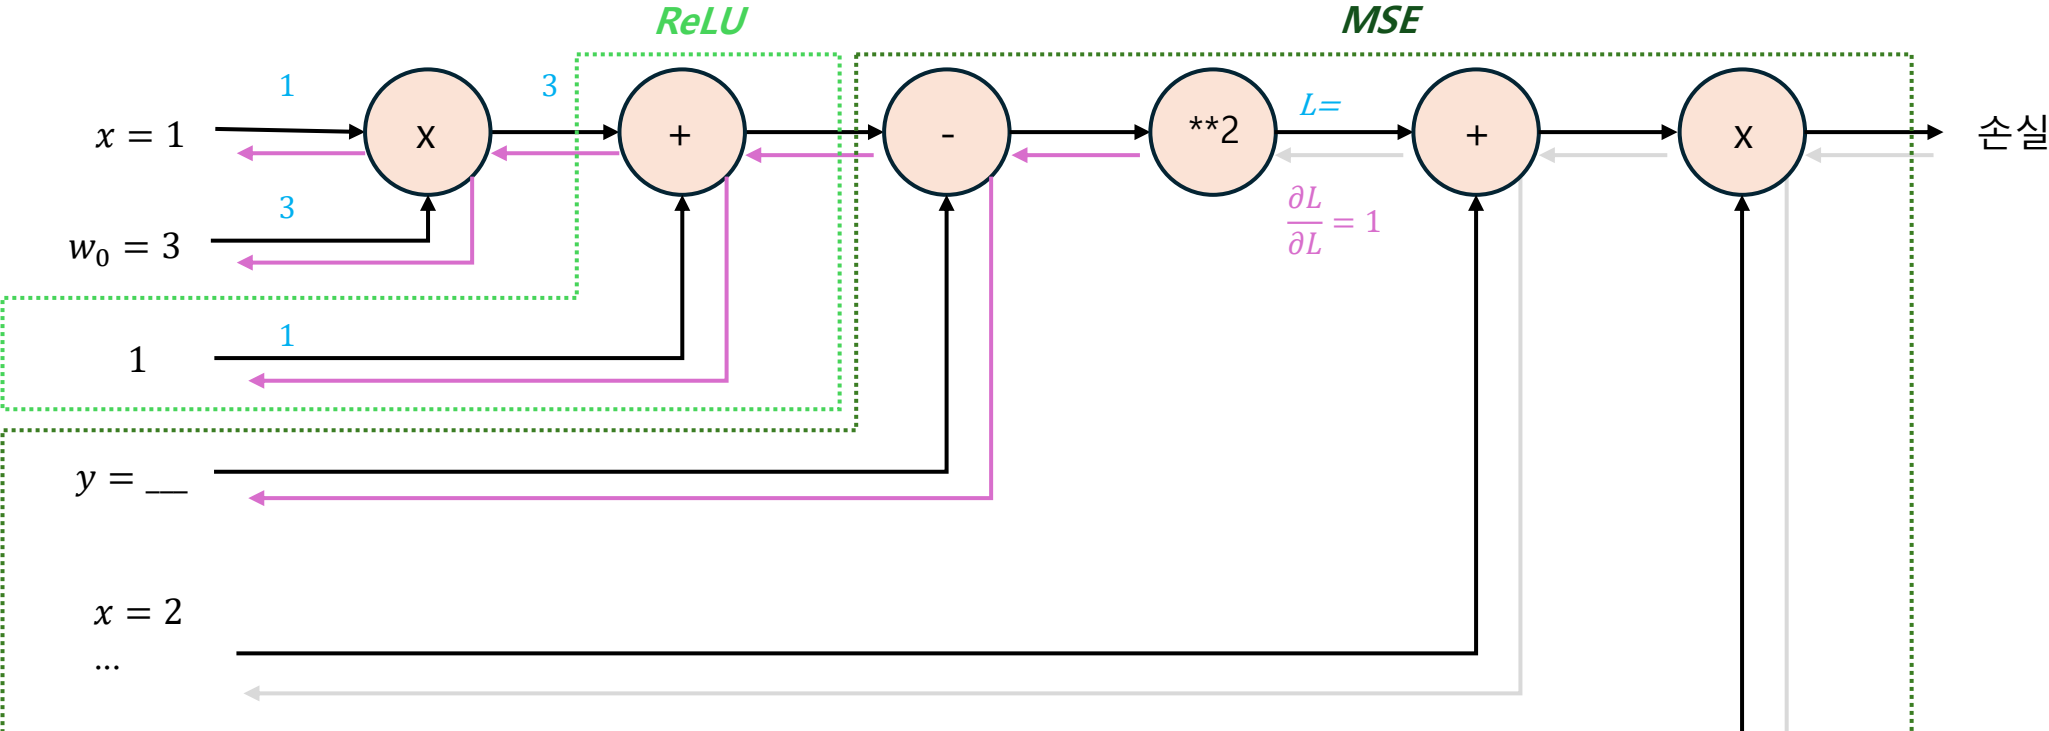 ReLU
MSE
1
3
L=
x = 1
x
+
-
**2
+
x
손실
3
w₀ = 3
∂L
∂L
= 1
1
1
y = __
x = 2
...